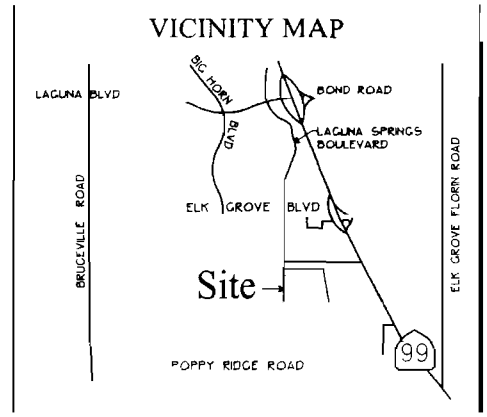 VICINITY MAP
BIG HORN
BLVD
LAGUNA BLVD
BOND ROAD
LAGUNA SPRINGS
BOULEVARD
BRUCEVILLE ROAD
ELK GROVE BLVD
ELK GROVE FLORIN ROAD
Site
99
POPPY RIDGE ROAD